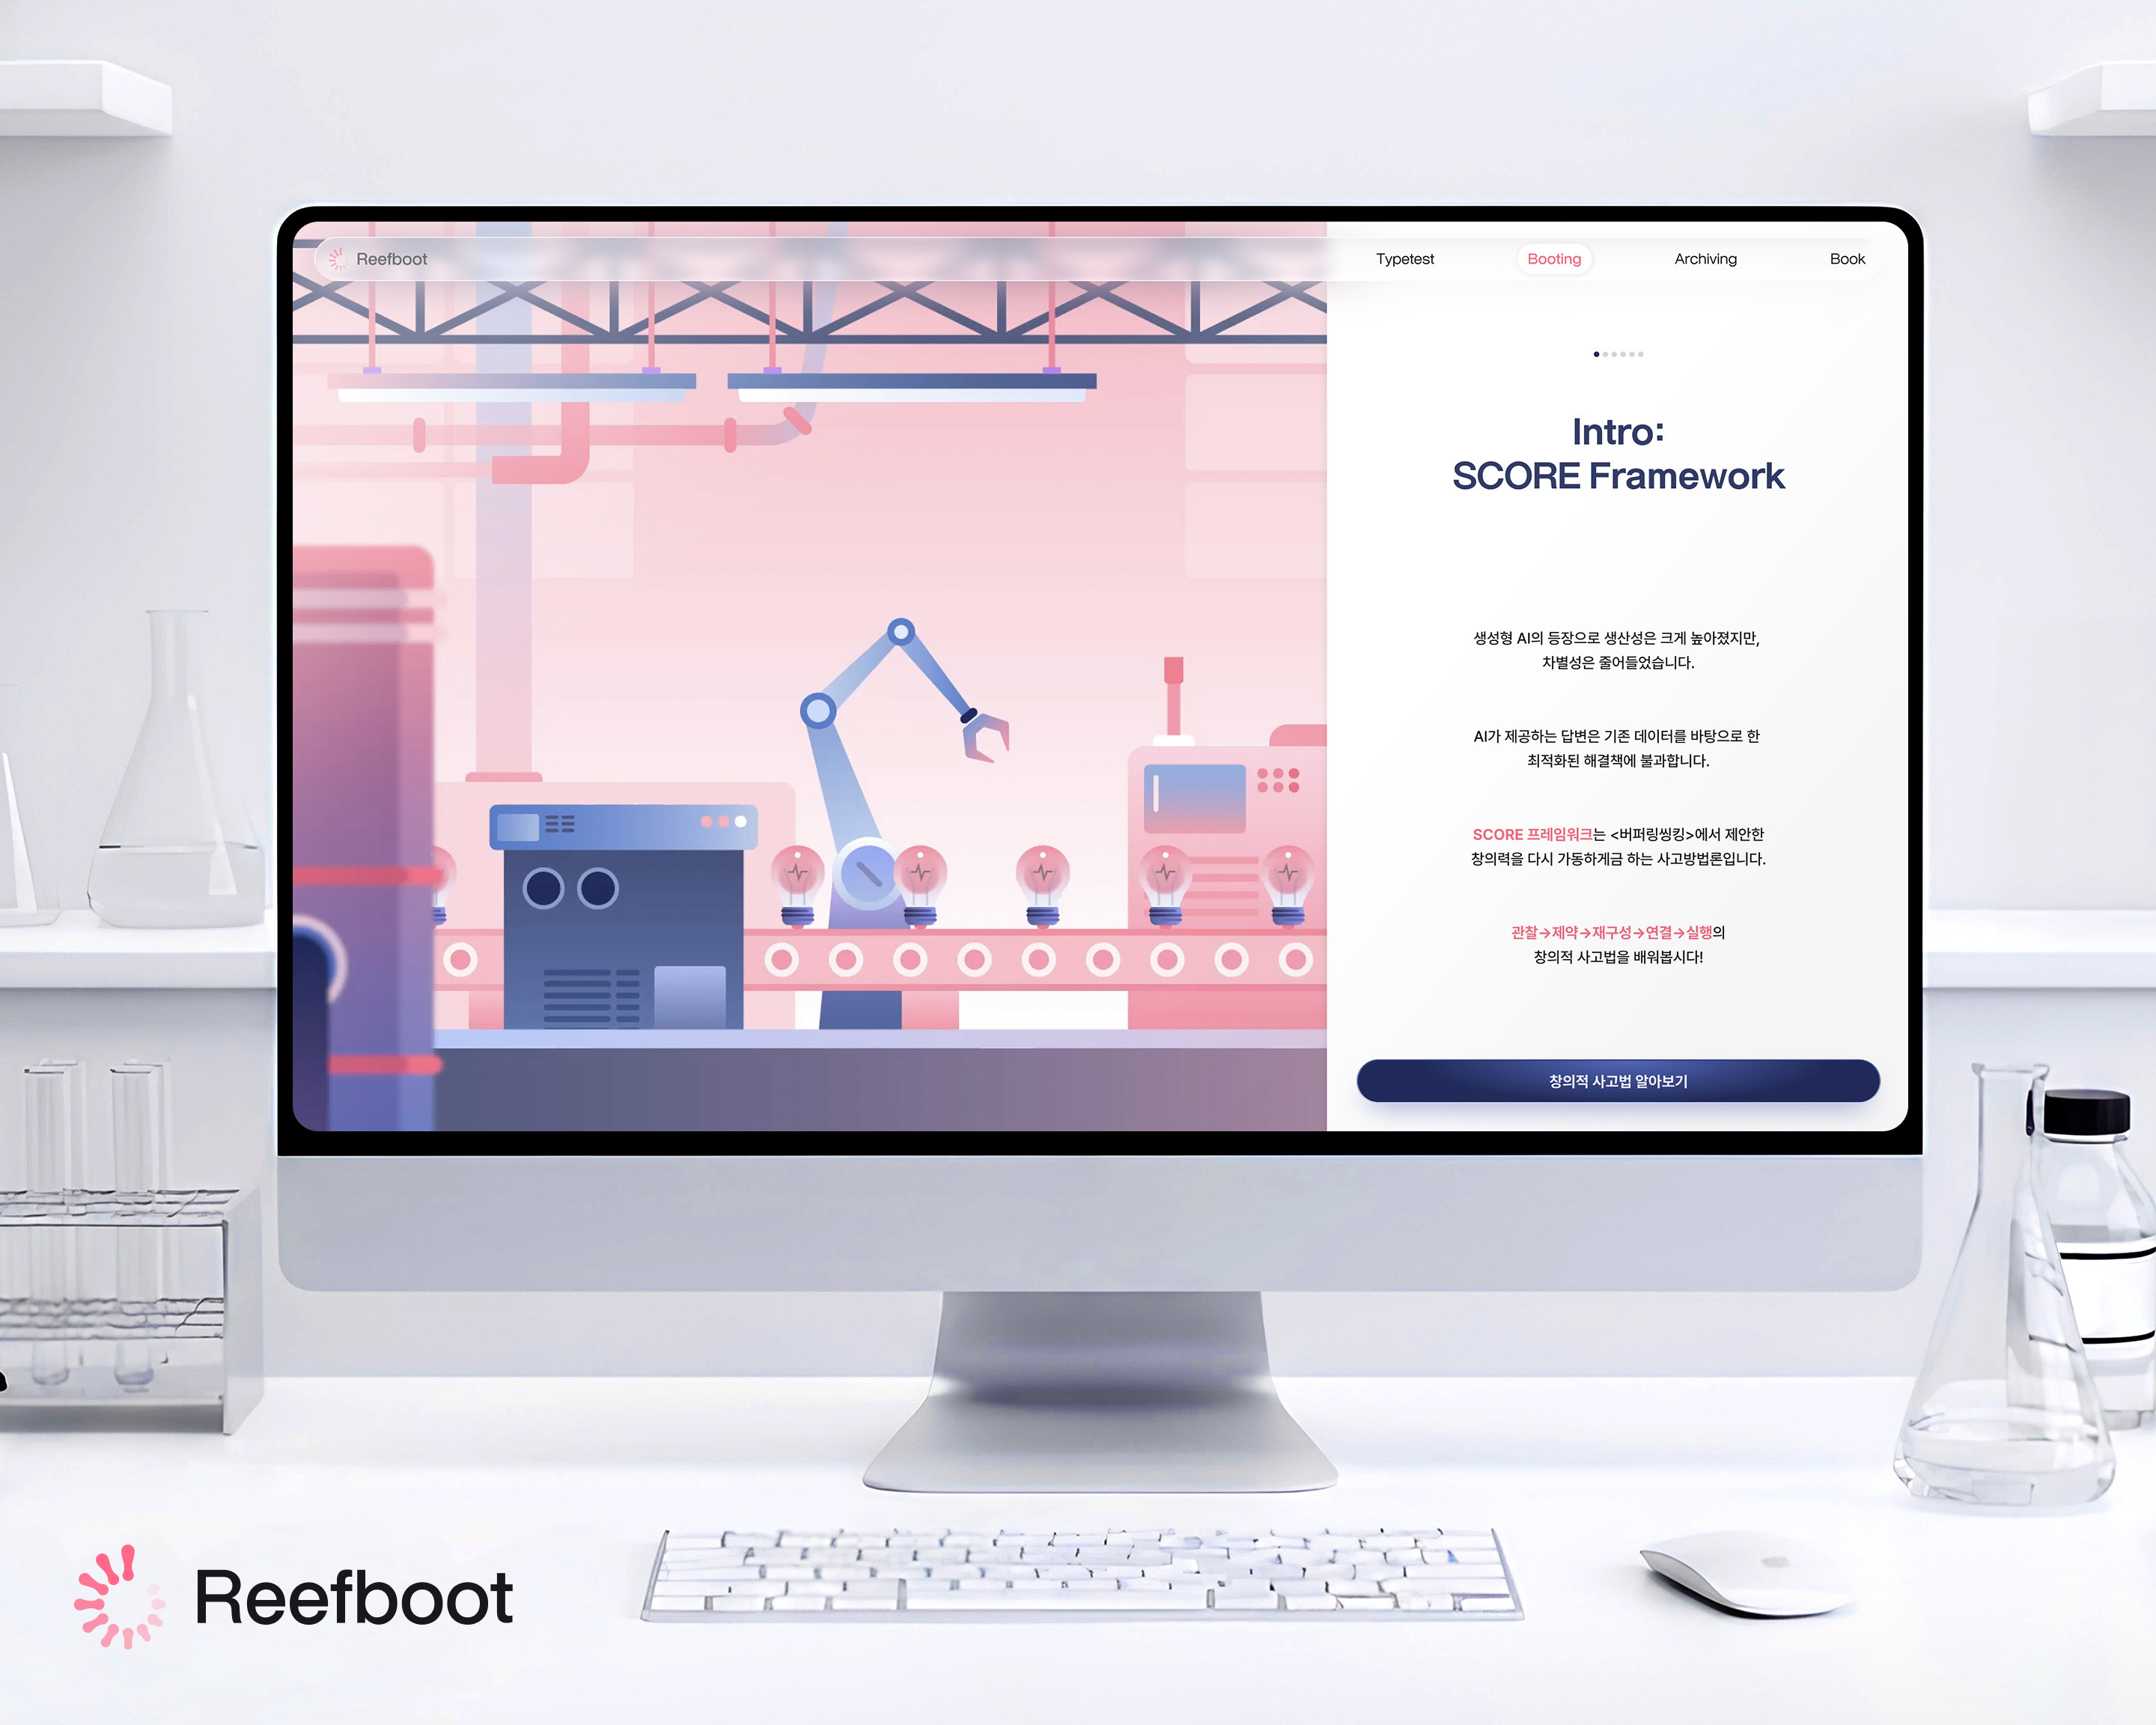 Reefboot
Typetest
Booting
Archiving
Book
Intro:
SCORE Framework
생성형 AI의 등장으로 생산성은 크게 높아졌지만,
차별성은 줄어들었습니다.
AI가 제공하는 답변은 기존 데이터를 바탕으로 한
최적화된 해결책에 불과합니다.
SCORE 프레임워크는 <버퍼링씽킹>에서 제안한
창의력을 다시 가동하게금 하는 사고방법론입니다.
관찰→제약→재구성→연결→실행의
창의적 사고법을 배워봅시다!
창의적 사고법 알아보기
Reefboot